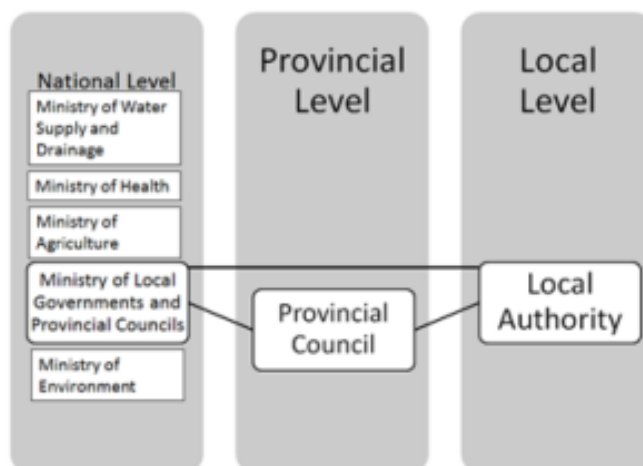 National Level
Ministry of Water
Supply and
Drainage
Ministry of Health
Ministry of
Agriculture
Ministry of Local
Governments and
Provincial Councils
Ministry of
Environment
Provincial
Level
Provincial
Council
Local
Level
Local
Authority